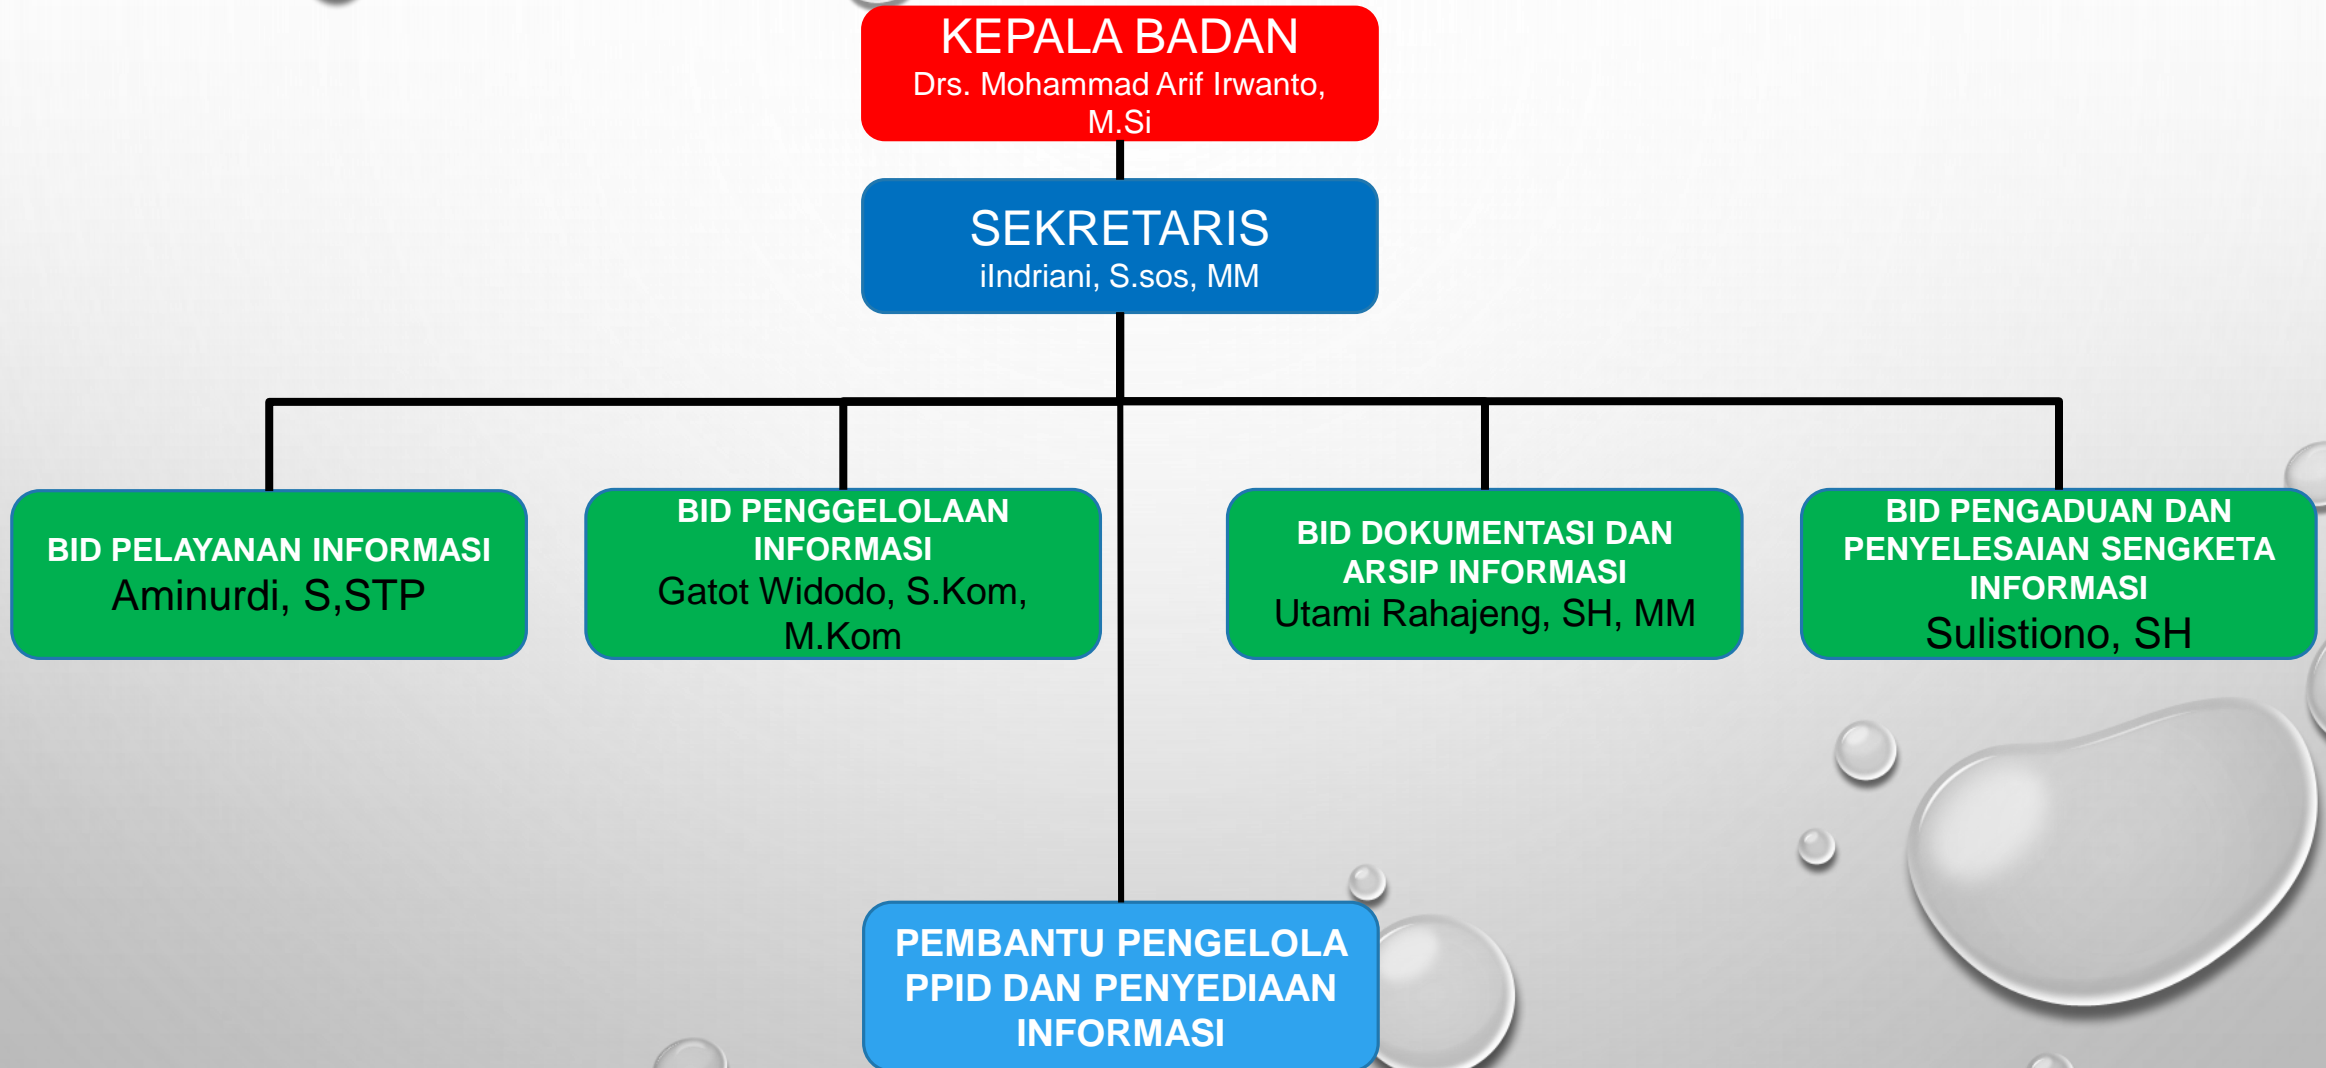 KEPALA BADAN
Drs. Mohammad Arif Irwanto,
M.Si
SEKRETARIS
iIndriani, S.sos, MM
BID PELAYANAN INFORMASI
Aminurdi, S,STP
BID PENGGELOLAAN
INFORMASI
Gatot Widodo, S.Kom,
M.Kom
BID DOKUMENTASI DAN
ARSIP INFORMASI
Utami Rahajeng, SH, MM
BID PENGADUAN DAN
PENYELESAIAN SENGKETA
INFORMASI
Sulistiono, SH
PEMBANTU PENGELOLA
PPID DAN PENYEDIAAN
INFORMASI